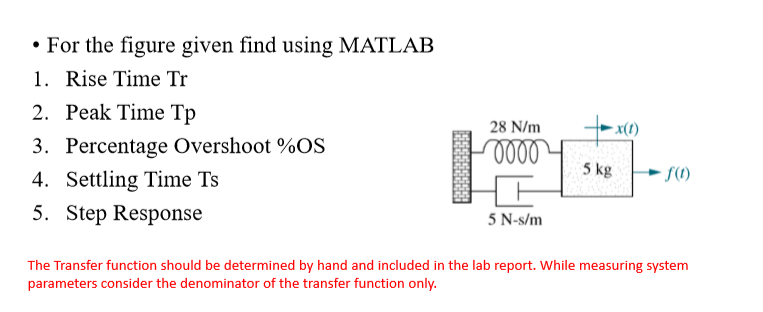 • For the figure given find using MATLAB
1. Rise Time Tr
2. Peak Time Tp
3. Percentage Overshoot %OS
4. Settling Time Ts
5. Step Response
28 N/m
x(t)
5 kg
f(t)
5 N-s/m
The Transfer function should be determined by hand and included in the lab report. While measuring system
parameters consider the denominator of the transfer function only.